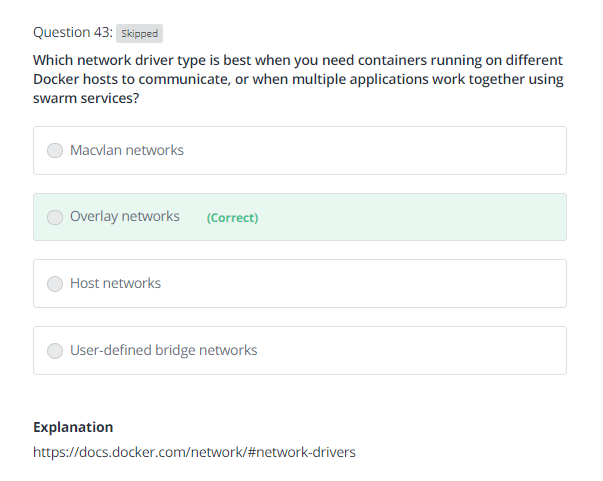 Question 43: Skipped
Which network driver type is best when you need containers running on different
Docker hosts to communicate, or when multiple applications work together using
swarm services?
Macvlan networks
Overlay networks (Correct)
Host networks
User-defined bridge networks
Explanation
https://docs.docker.com/network/#network-drivers